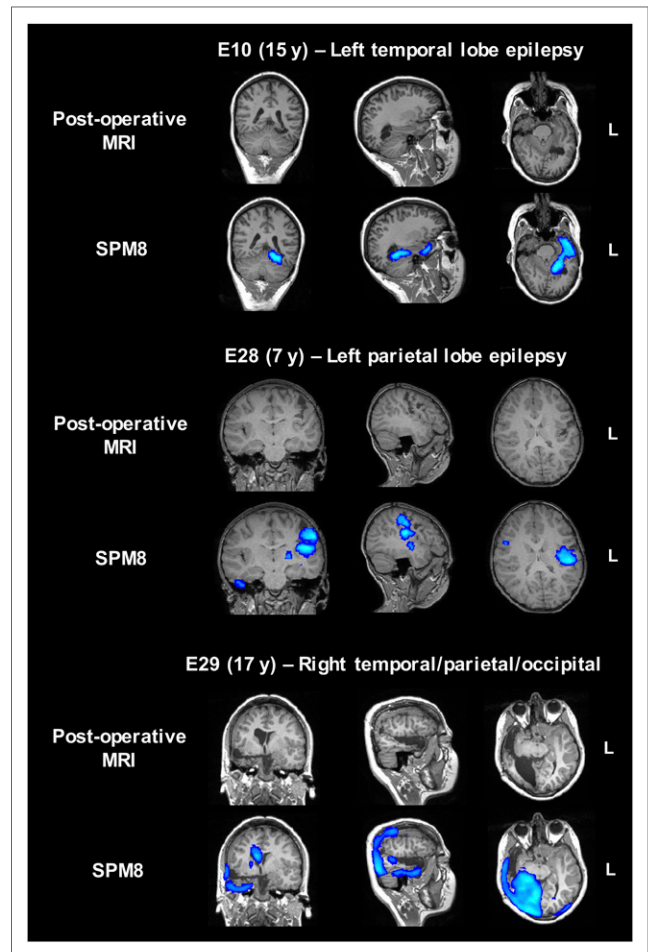 E10 (15 y) – Left temporal lobe epilepsy
Post-operative
MRI
L
SPM8
L
E28 (7 y) – Left parietal lobe epilepsy
Post-operative
MRI
L
SPM8
L
E29 (17 y) – Right temporal/parietal/occipital
Post-operative
MRI
L
SPM8
L